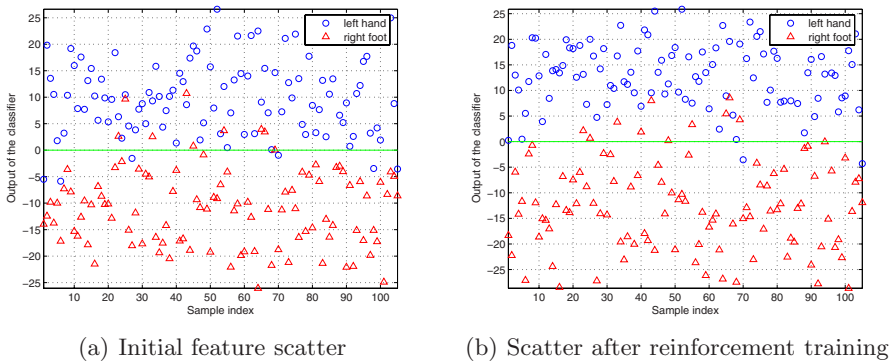 left hand
right foot
25
20
15
10
5
0
−5
−10
−15
−20
−25
Output of the classifier
10 20 30 40 50 60 70 80 90 100
Sample index
(a) Initial feature scatter
left hand
right foot
25
20
15
10
5
0
−5
−10
−15
−20
−25
Output of the classifier
10 20 30 40 50 60 70 80 90 100
Sample index
(b) Scatter after reinforcement training